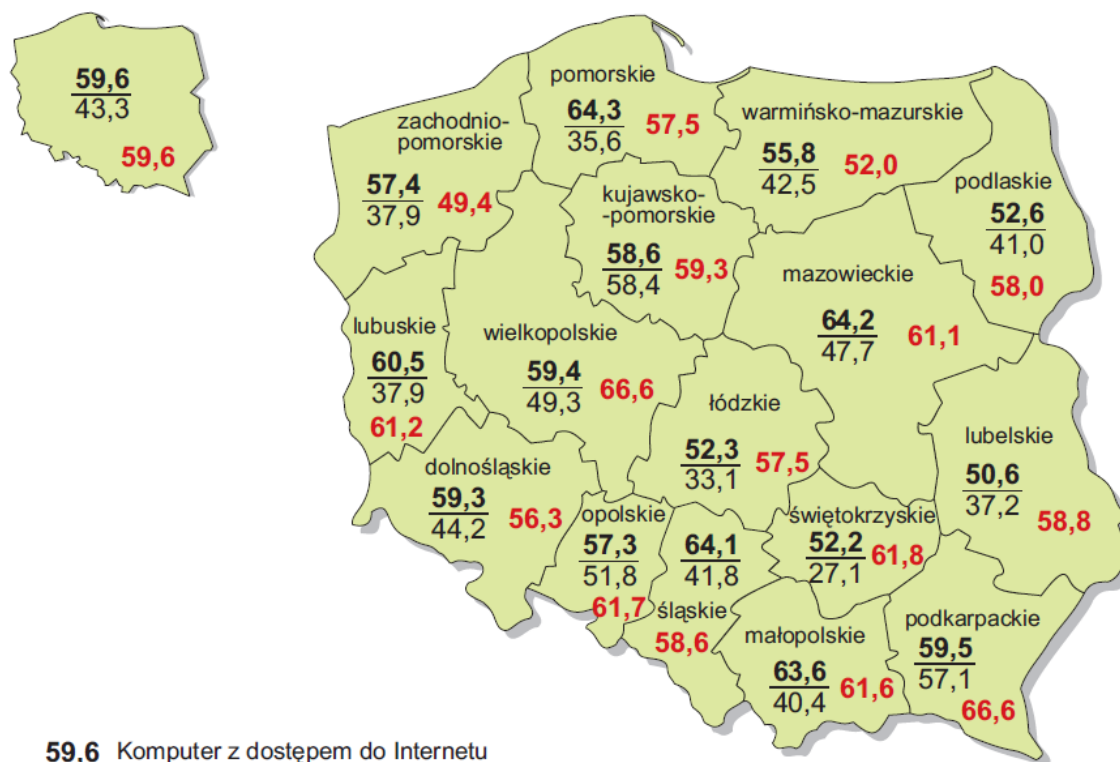 59,6
43,3
59,6
pomorskie
64,3
35,6
57,5
warmińsko-mazurskie
55,8
42,5
52,0
zachodnio-
pomorskie
57,4
37,9
49,4
kujawsko-
-pomorskie
58,6
58,4
59,3
podlaskie
52,6
41,0
58,0
mazowieckie
64,2
47,7
61,1
lubuskie
60,5
37,9
61,2
wielkopolskie
59,4
49,3
66,6
łódzkie
52,3
33,1
57,5
lubelskie
50,6
37,2
58,8
dolnośląskie
59,3
44,2
56,3
opolskie
57,3
51,8
61,7
64,1
41,8
śląskie
58,6
świętokrzyskie
52,2
27,1
61,8
małopolskie
63,6
40,4
61,6
podkarpackie
59,5
57,1
66,6
59,6 Komputer z dostępem do Internetu